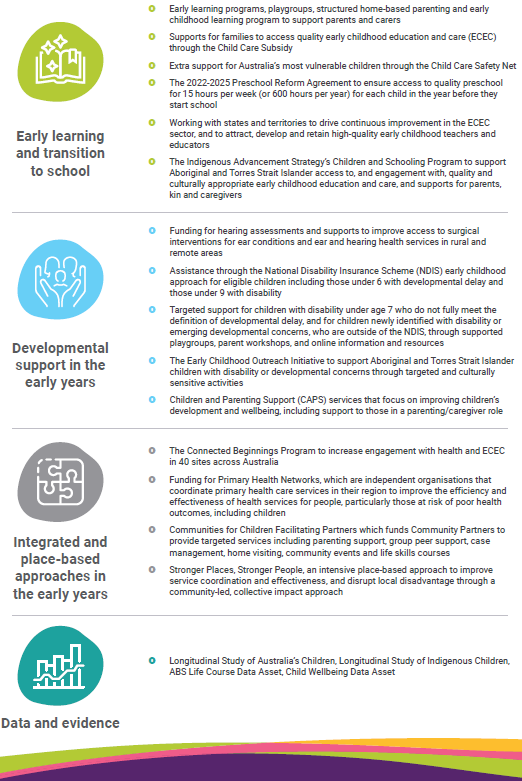 Early learning programs, playgroups, structured home-based parenting and early
childhood learning program to support parents and carers
Supports for families to access quality early childhood education and care (ECEC)
through the Child Care Subsidy
Extra support for Australia's most vulnerable children through the Child Care Safety Net
The 2022-2025 Preschool Reform Agreement to ensure access to quality preschool
for 15 hours per week (or 600 hours per year) for each child in the year before they
start school
Working with states and territories to drive continuous improvement in the ECEC
sector, and to attract, develop and retain high-quality early childhood teachers and
educators
The Indigenous Advancement Strategy's Children and Schooling Program to support
Aboriginal and Torres Strait Islander access to, and engagement with, quality and
culturally appropriate early childhood education and care, and supports for parents,
kin and caregivers
Early learning
and transition
to school
Funding for hearing assessments and supports to improve access to surgical
interventions for ear conditions and ear and hearing health services in rural and
remote areas
Assistance through the National Disability Insurance Scheme (NDIS) early childhood
approach for eligible children including those under 6 with developmental delay and
those under 9 with disability
Targeted support for children with disability under age 7 who do not fully meet the
definition of developmental delay, and for children newly identified with disability or
emerging developmental concerns, who are outside of the NDIS, through supported
playgroups, parent workshops, and online information and resources
The Early Childhood Outreach Initiative to support Aboriginal and Torres Strait Islander
children with disability or developmental concerns through targeted and culturally
sensitive activities
Children and Parenting Support (CAPS) services that focus on improving children's
development and wellbeing, including support to those in a parenting/caregiver role
Developmental
support in the
early years
The Connected Beginnings Program to increase engagement with health and ECEC
in 40 sites across Australia
Funding for Primary Health Networks, which are independent organisations that
coordinate primary health care services in their region to improve the efficiency and
effectiveness of health services for people, particularly those at risk of poor health
outcomes, including children
Communities for Children Facilitating Partners which funds Community Partners to
provide targeted services including parenting support, group peer support, case
management, home visiting, community events and life skills courses
Stronger Places, Stronger People, an intensive place-based approach to improve
service coordination and effectiveness, and disrupt local disadvantage through a
community-led, collective impact approach
Integrated and
place-based
approaches in
the early years
Longitudinal Study of Australia's Children, Longitudinal Study of Indigenous Children,
ABS Life Course Data Asset, Child Wellbeing Data Asset
Data and evidence